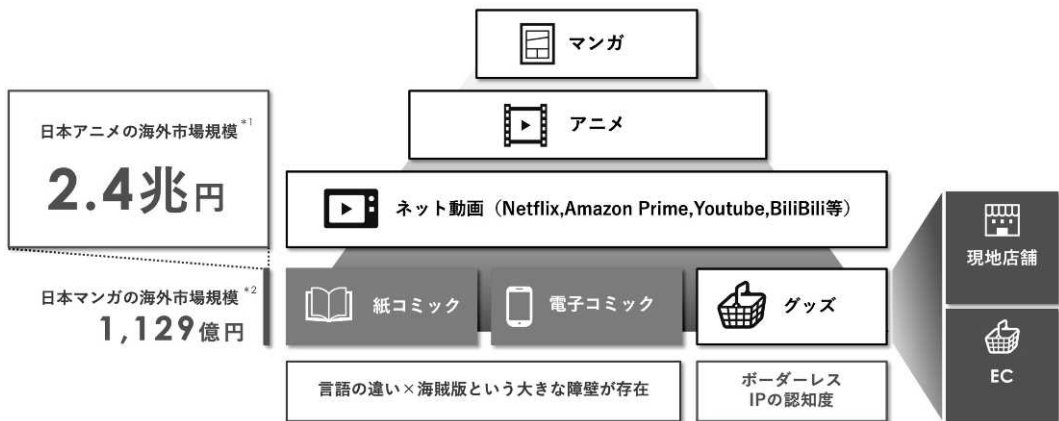 マンガ
アニメ
日本アニメの海外市場規模 *1
2.4兆円
ネット動画（Netflix,Amazon Prime,Youtube,BiliBili等）
日本マンガの海外市場規模 *2
1,129億円
紙コミック
電子コミック
グッズ
現地店舗
EC
言語の違い×海賊版という大きな障壁が存在
ボーダーレス
IPの認知度